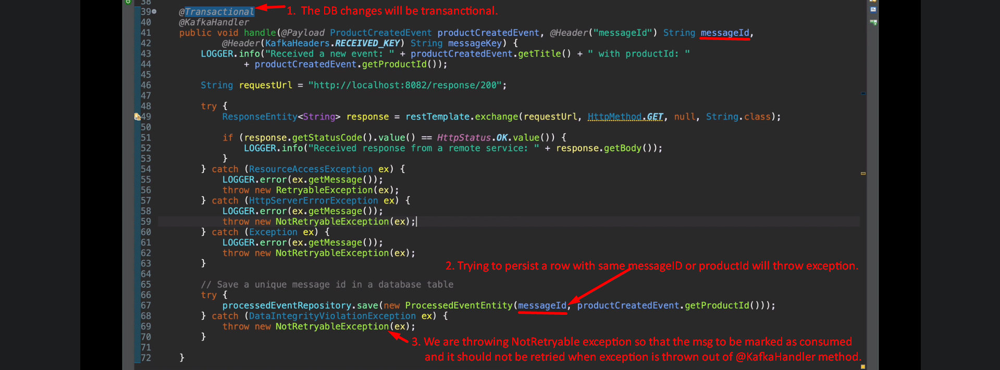 38
39 @Transactional 1. The DB changes will be transanctional.
40 @KafkaHandler
41 public void handle(@Payload ProductCreatedEvent productCreatedEvent, @Header("messageId") String messageId,
42 @Header(KafkaHeaders.RECEIVED_KEY) String messageKey) {
43 LOGGER.info("Received a new event: " + productCreatedEvent.getTitle() + " with productId: "
44 + productCreatedEvent.getProductId());
45
46 String requestUrl = "http://localhost:8082/response/200";
47
48 try {
49 ResponseEntity<String> response = restTemplate.exchange(requestUrl, HttpMethod.GET, null, String.class);
50
51 if (response.getStatusCode().value() == HttpStatus.OK.value()) {
52 LOGGER.info("Received response from a remote service: " + response.getBody());
53 }
54 } catch (ResourceAccessException ex) {
55 LOGGER.error(ex.getMessage());
56 throw new RetryableException(ex);
57 } catch (HttpServerErrorException ex) {
58 LOGGER.error(ex.getMessage());
59 throw new NotRetryableException(ex);
60 } catch (Exception ex) {
61 LOGGER.error(ex.getMessage());
62 throw new NotRetryableException(ex);
63 }
2. Trying to persist a row with same messageID or productId will throw exception.
64
65 // Save a unique message id in a database table
66 try {
67 processedEventRepository.save(new ProcessedEventEntity(messageId, productCreatedEvent.getProductId()));
68 } catch (DataIntegrityViolationException ex) {
69 throw new NotRetryableException(ex);
70 }
3. We are throwing NotRetryable exception so that the msg to be marked as consumed
71
and it should not be retried when exception is thrown out of @KafkaHandler method.
72 }